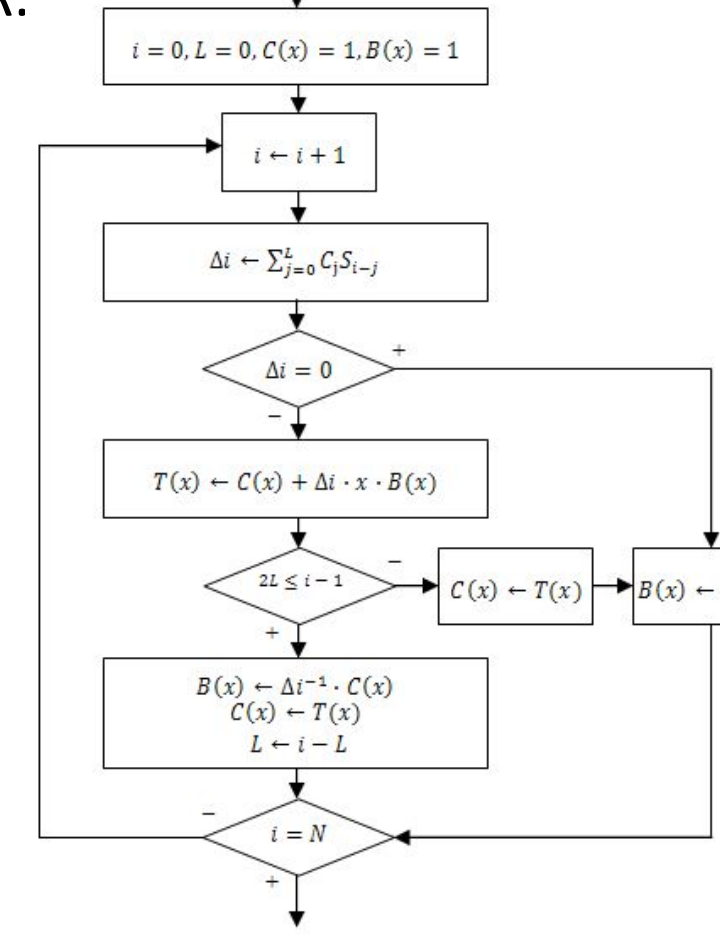 i = 0, L = 0, C(x) = 1, B(x) = 1
i ← i + 1
Δi ← ∑_{j=0}^{L} C_j S_{i−j}
+
Δi = 0
−
T(x) ← C(x) + Δi · x · B(x)
−
2L ≤ i − 1
C(x) ← T(x)
B(x) ←
+
B(x) ← Δi⁻¹ · C(x)
C(x) ← T(x)
L ← i − L
−
i = N
+